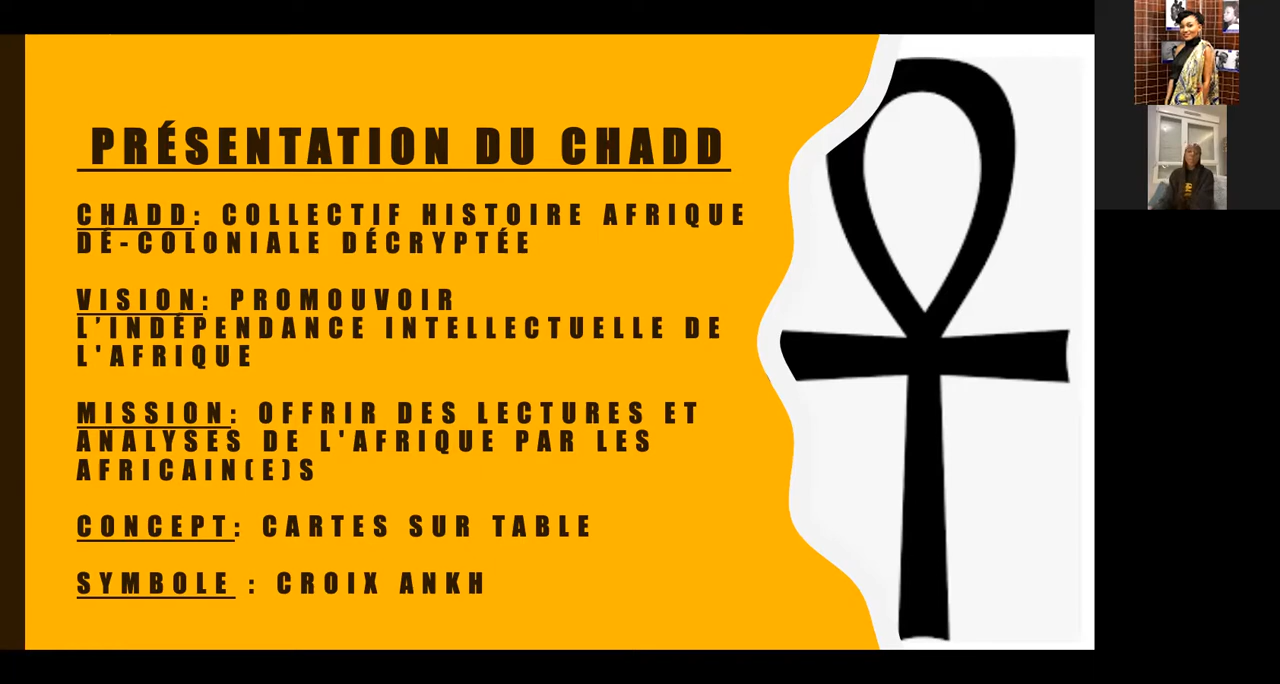 PRÉSENTATION DU CHADD
CHADD: COLLECTIF HISTOIRE AFRIQUE
DÉ-COLONIALE DÉCRYPTÉE
VISION: PROMOUVOIR
L’INDÉPENDANCE INTELLECTUELLE DE
L'AFRIQUE
MISSION: OFFRIR DES LECTURES ET
ANALYSES DE L'AFRIQUE PAR LES
AFRICAIN(E)S
CONCEPT: CARTES SUR TABLE
SYMBOLE : CROIX ANKH